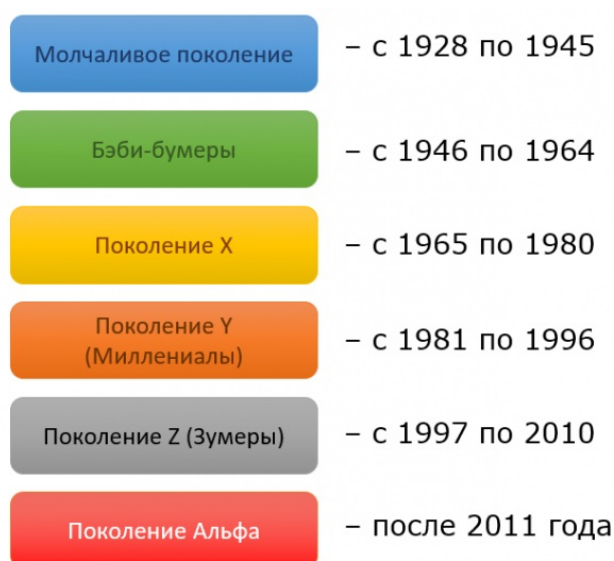 Молчаливое поколение – с 1928 по 1945
Бэби-бумеры – с 1946 по 1964
Поколение X – с 1965 по 1980
Поколение Y
(Миллениалы) – с 1981 по 1996
Поколение Z (Зумеры) – с 1997 по 2010
Поколение Альфа – после 2011 года